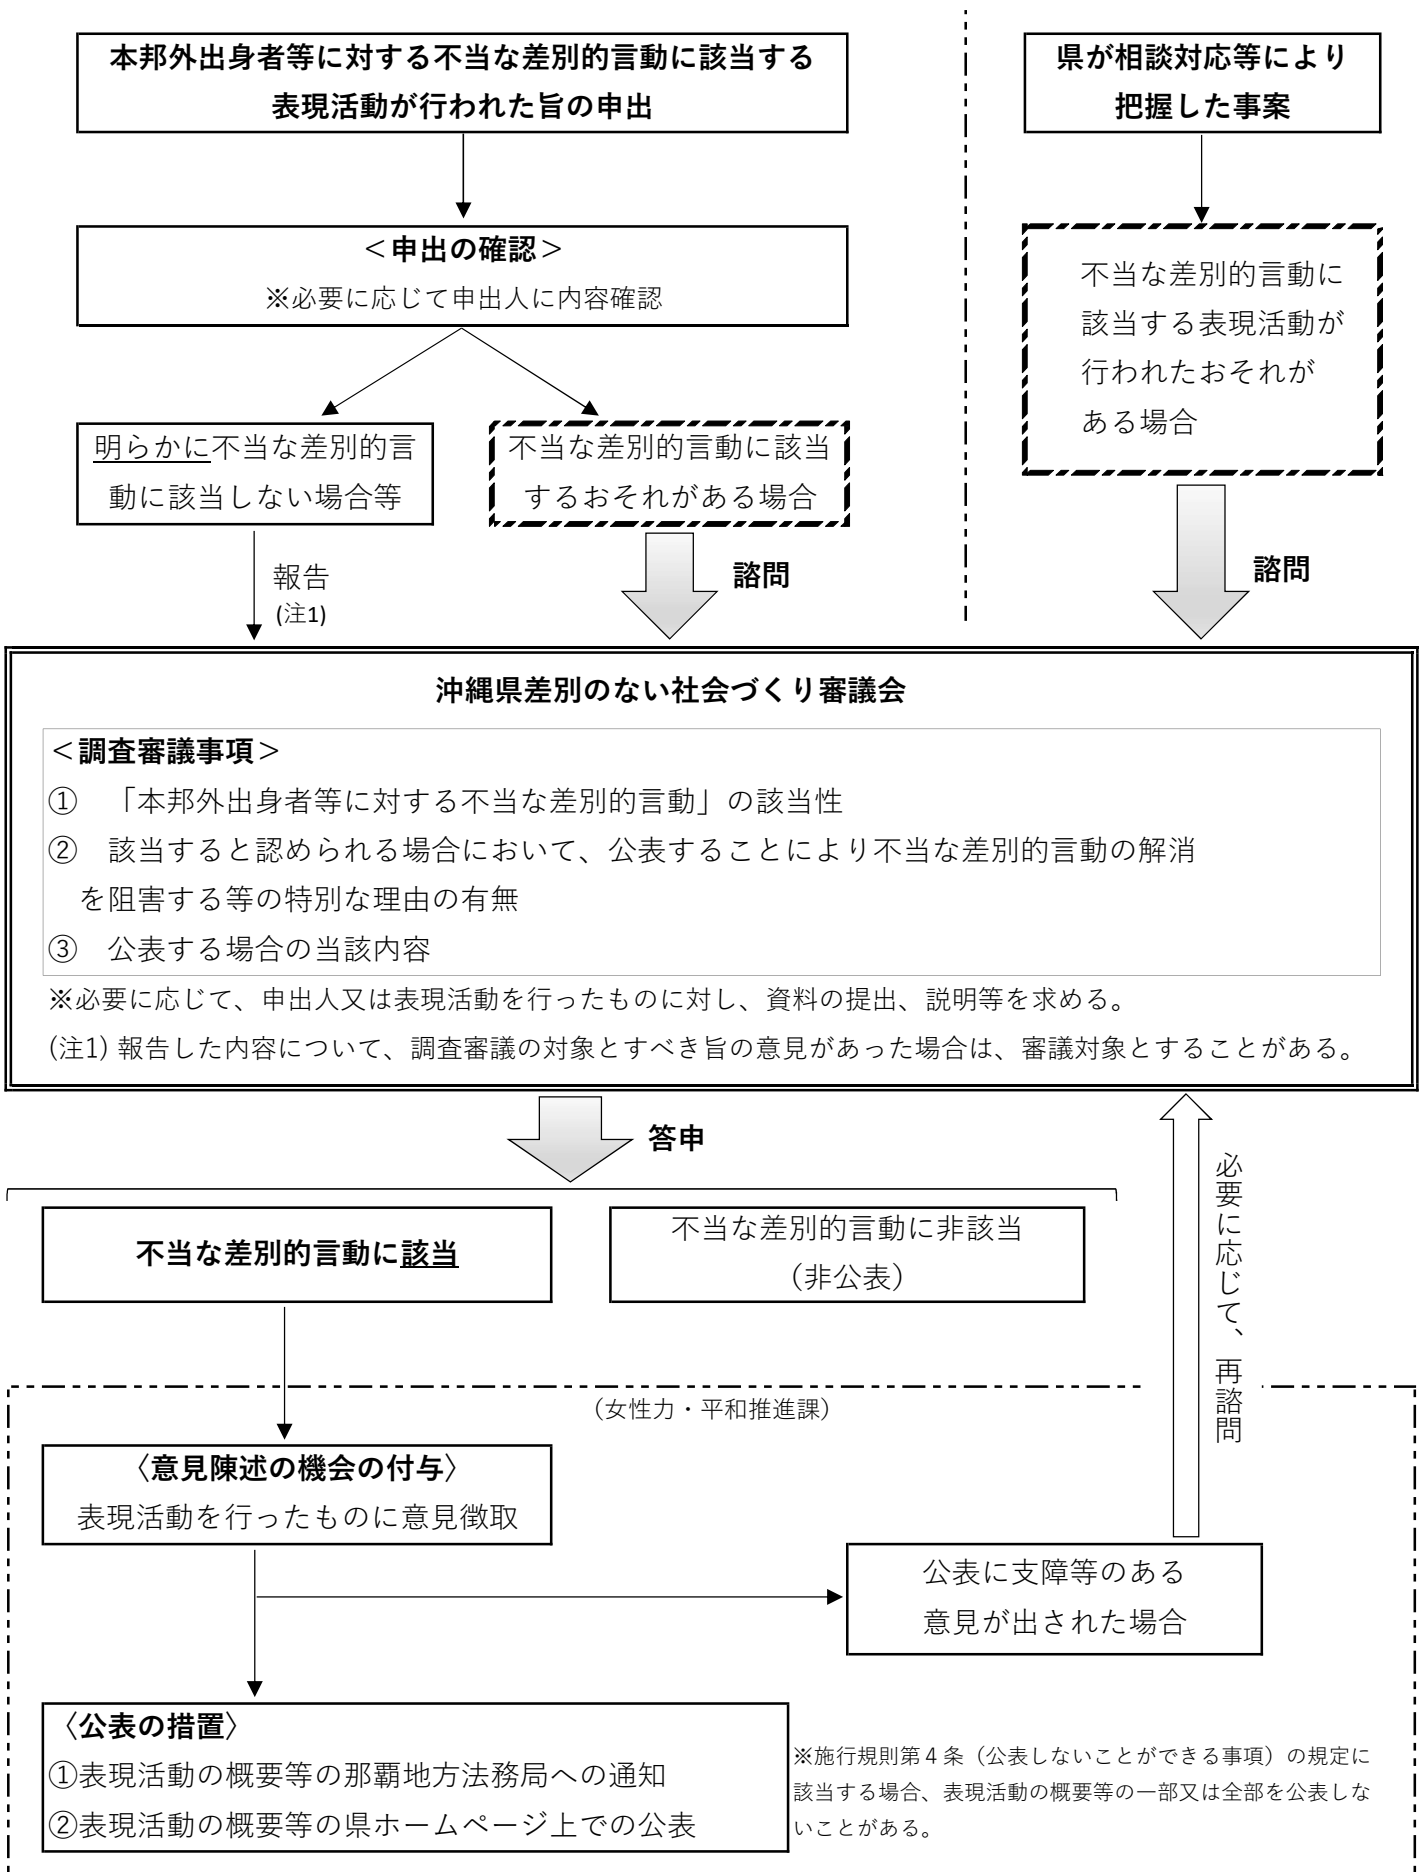 本邦外出身者等に対する不当な差別的言動に該当する
表現活動が行われた旨の申出
県が相談対応等により
把握した事案
＜申出の確認＞
※必要に応じて申出人に内容確認
不当な差別的言動に
該当する表現活動が
行われたおそれが
ある場合
明らかに不当な差別的言
動に該当しない場合等
不当な差別的言動に該当
するおそれがある場合
報告
(注1)
諮問
諮問
沖縄県差別のない社会づくり審議会
＜調査審議事項＞
①　「本邦外出身者等に対する不当な差別的言動」の該当性
②　該当すると認められる場合において、公表することにより不当な差別的言動の解消
を阻害する等の特別な理由の有無
③　公表する場合の当該内容
※必要に応じて、申出人又は表現活動を行ったものに対し、資料の提出、説明等を求める。
(注1) 報告した内容について、調査審議の対象とすべき旨の意見があった場合は、審議対象とすることがある。
答申
必要に応じて、再諮問
不当な差別的言動に該当
不当な差別的言動に非該当
（非公表）
（女性力・平和推進課）
〈意見陳述の機会の付与〉
表現活動を行ったものに意見徴取
公表に支障等のある
意見が出された場合
〈公表の措置〉
①表現活動の概要等の那覇地方法務局への通知
②表現活動の概要等の県ホームページ上での公表
※施行規則第４条（公表しないことができる事項）の規定に
該当する場合、表現活動の概要等の一部又は全部を公表しな
いことがある。